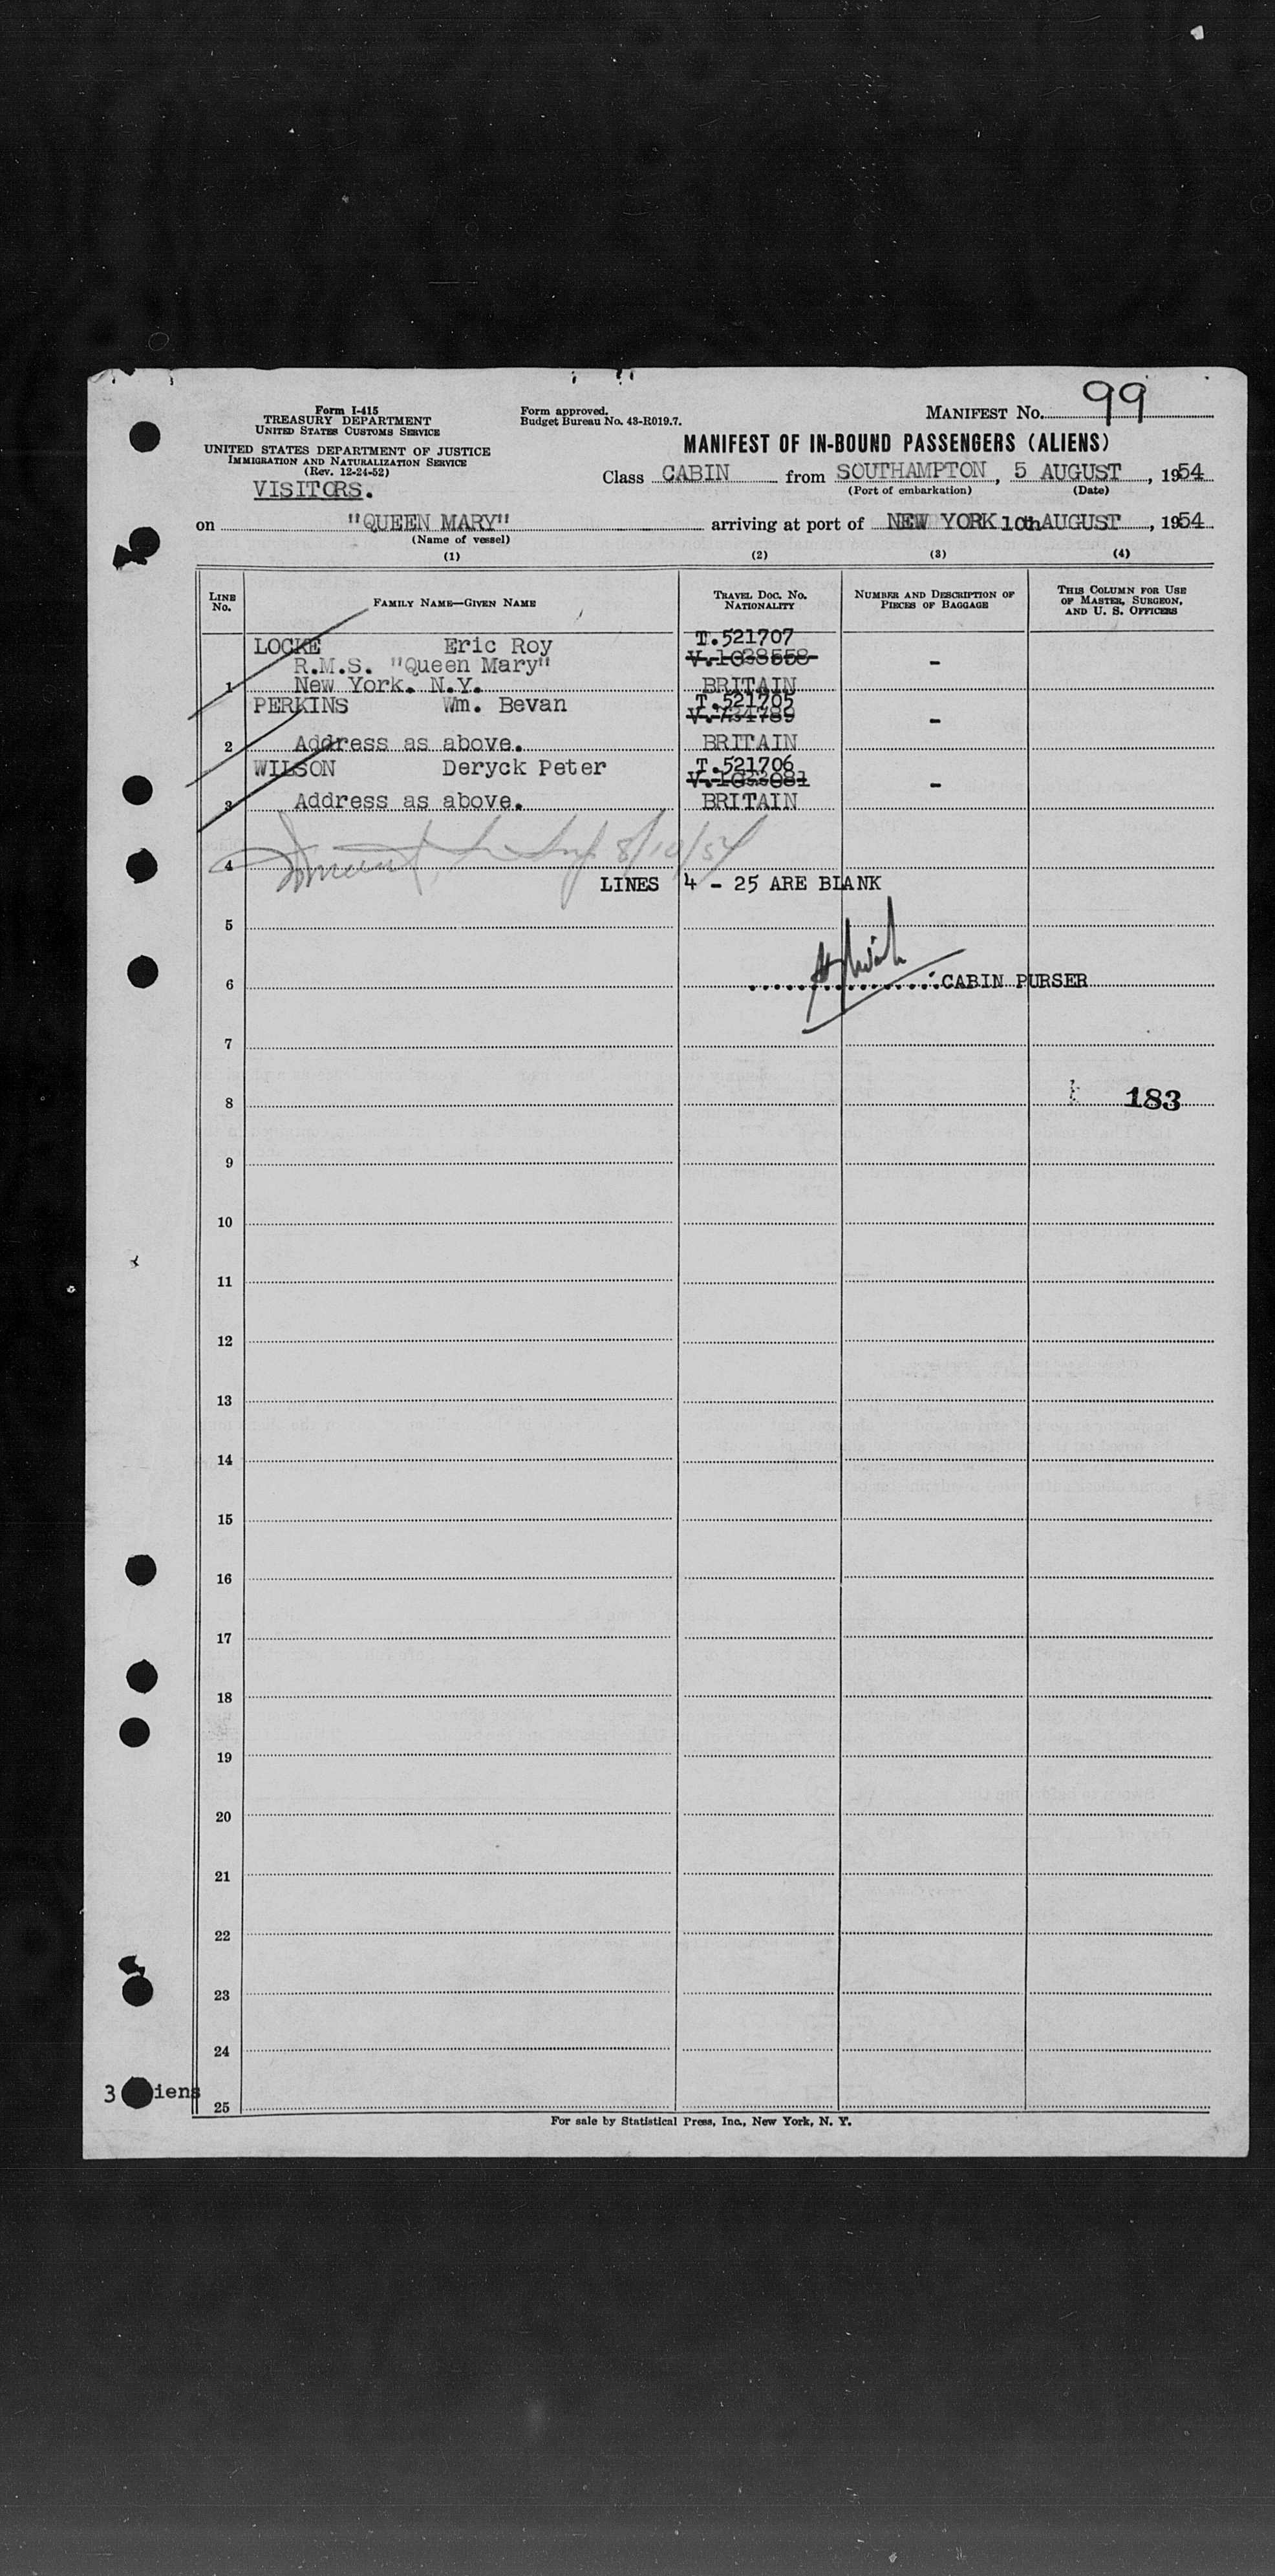 MANIFEST NO. 99
Form I-415
TREASURY DEPARTMENT
UNITED STATES CUSTOMS SERVICE
Form approved.
Budget Bureau No. 43-R019.7.
UNITED STATES DEPARTMENT OF JUSTICE
IMMIGRATION AND NATURALIZATION SERVICE
(Rev. 12-24-52)
VISITORS.
MANIFEST OF IN-BOUND PASSENGERS (ALIENS)
Class CABIN from SOUTHAMPTON, 5 AUGUST, 1954
(Port of embarkation) (Date)
on "QUEEN MARY" arriving at port of NEW YORK 10th AUGUST, 1954
(Name of vessel)
(1) (2) (3) (4)
LINE No. FAMILY NAME—GIVEN NAME TRAVEL DOC. NO. NATIONALITY NUMBER AND DESCRIPTION OF PIECES OF BAGGAGE THIS COLUMN FOR USE OF MASTER, SURGEON, AND U. S. OFFICERS
LOCKE Eric Roy T.521707
R.M.S. "Queen Mary" V.1038558 -
1 New York. N.Y. BRITAIN
PERKINS Wm. Bevan T.521705
V.734789 -
2 Address as above. BRITAIN
WILSON Deryck Peter T.521706
V.1033081 -
3 Address as above. BRITAIN
4 8/10/54
LINES 4 - 25 ARE BLANK
5
6 CABIN PURSER
7
8 183
9
10
11
12
13
14
15
16
17
18
19
20
21
22
23
24
3 iens
25
For sale by Statistical Press, Inc., New York, N. Y.